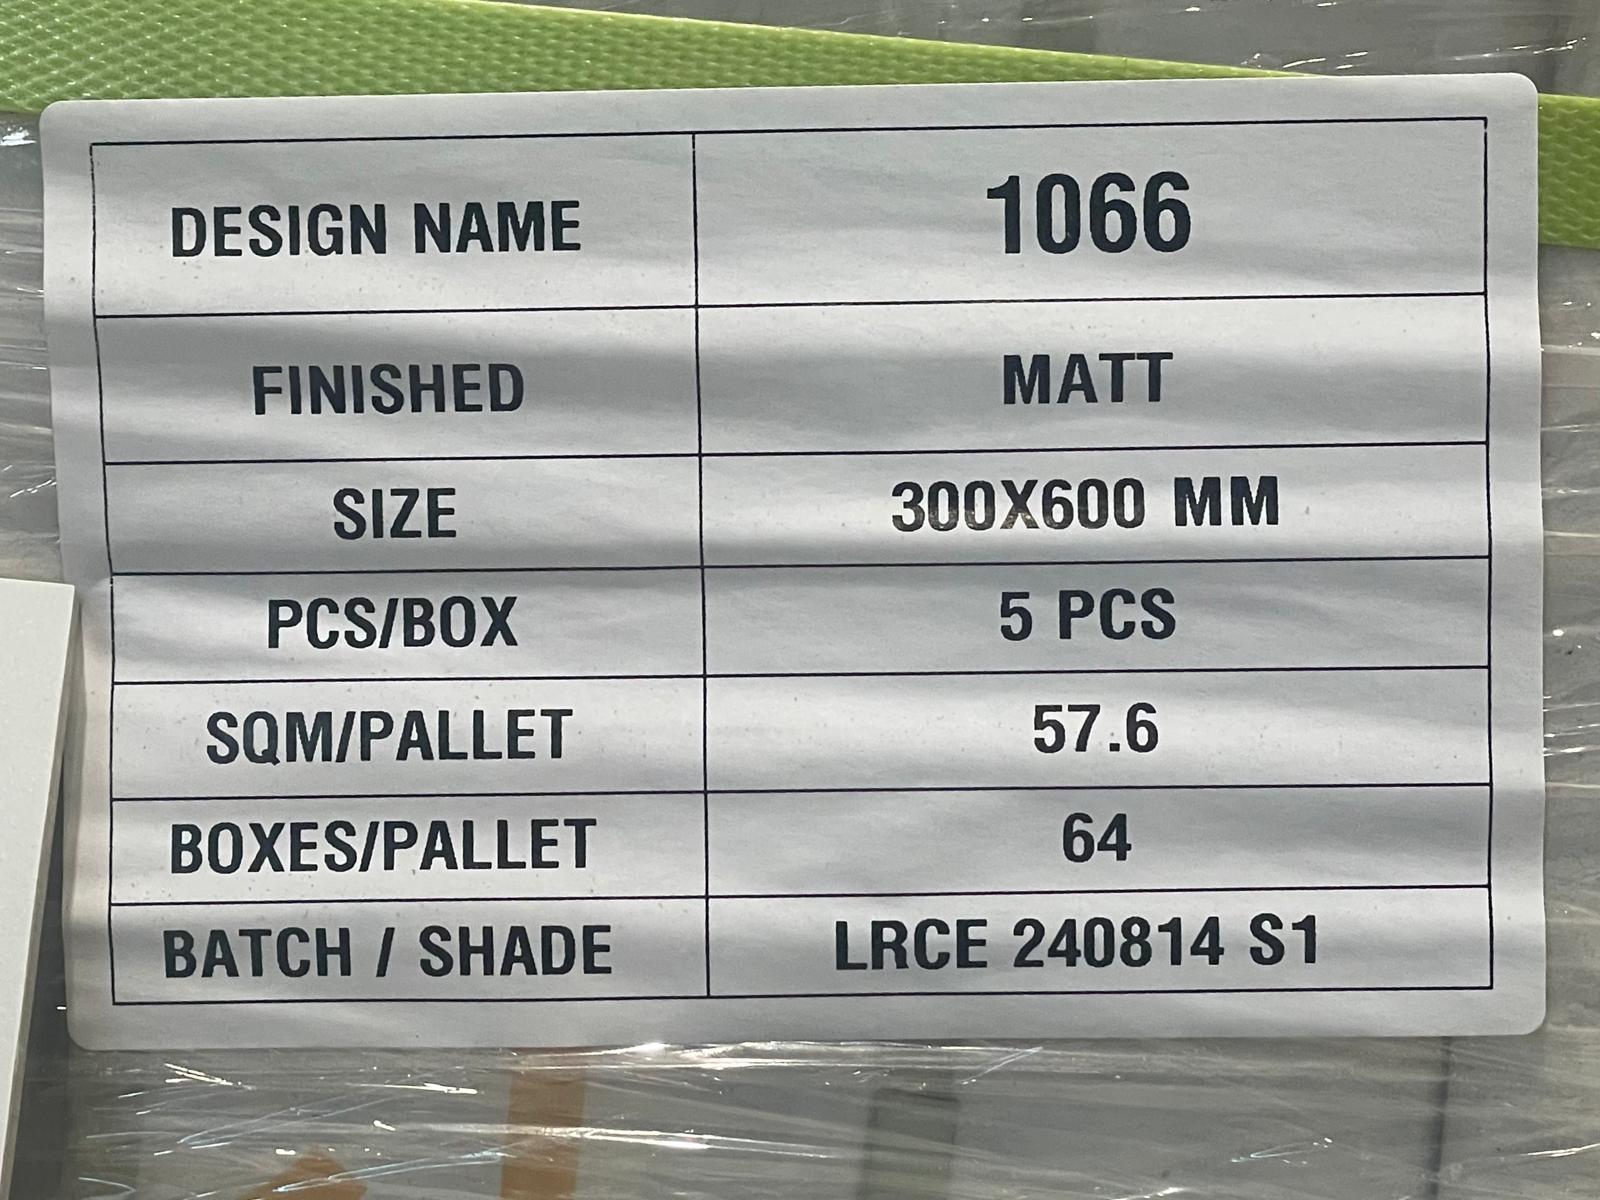 DESIGN NAME 1066
FINISHED MATT
SIZE 300X600 MM
PCS/BOX 5 PCS
SQM/PALLET 57.6
BOXES/PALLET 64
BATCH / SHADE LRCE 240814 S1